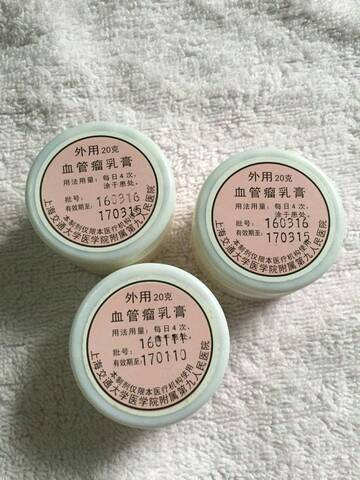 外用 20克
血管瘤乳膏
用法用量：每日4次，
涂于患处。
批号：160316
有效期至：170315
本制剂仅限本医疗机构使用
上海交通大学医学院附属第九人民医院
外用 20克
血管瘤乳膏
用法用量：每日4次，
涂于患处。
批号：160316
有效期至：170315
本制剂仅限本医疗机构使用
上海交通大学医学院附属第九人民医院
外用 20克
血管瘤乳膏
用法用量：每日4次，
批号：
有效期至：170110
本制剂仅限本医疗机构使用
上海交通大学医学院附属第九人民医院